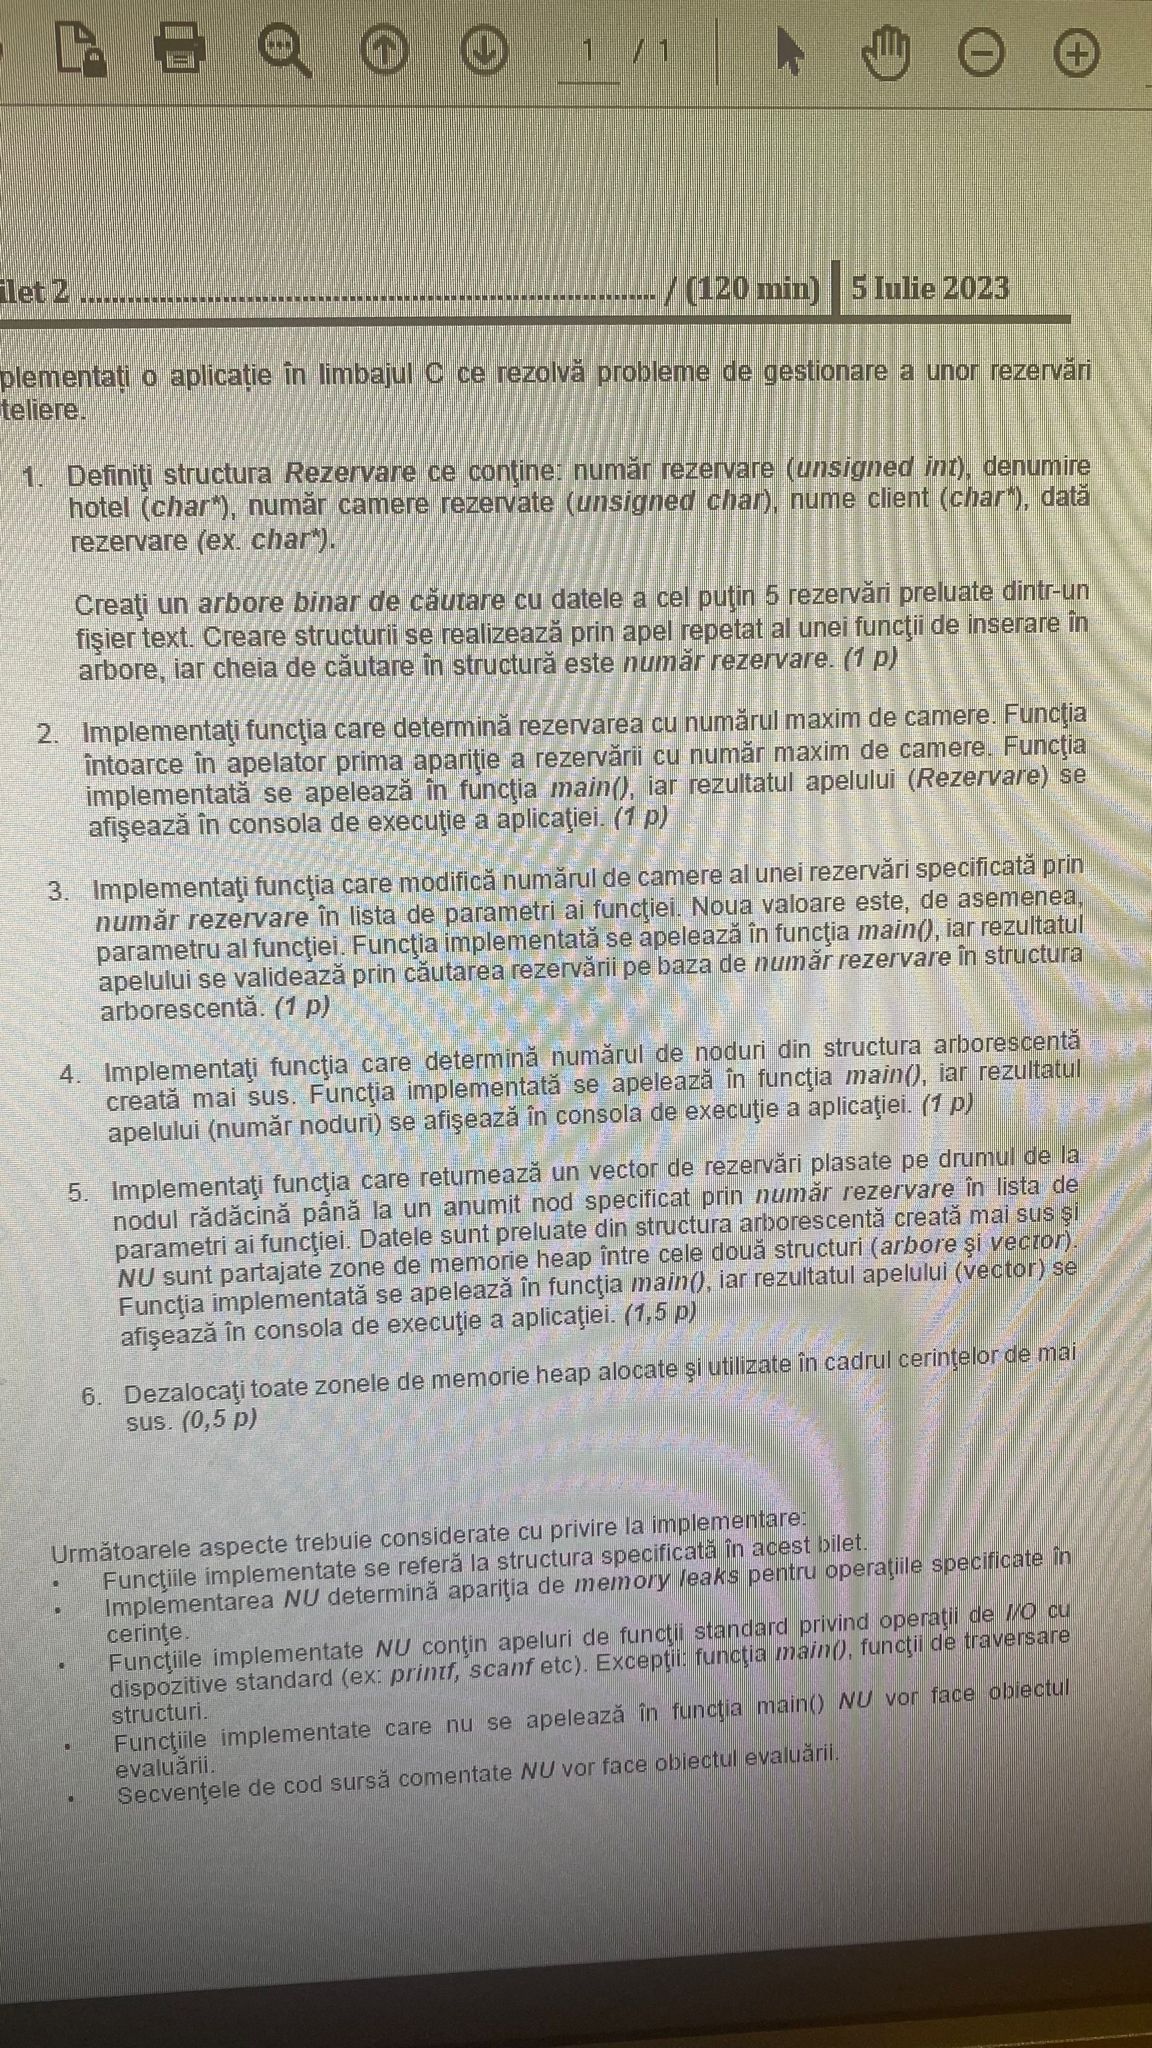 1 / 1
ilet 2 ........................................................................... / (120 min) | 5 Iulie 2023
plementați o aplicație în limbajul C ce rezolvă probleme de gestionare a unor rezervări
teliere.
1. Definiţi structura Rezervare ce conţine: număr rezervare (unsigned int), denumire
hotel (char*), număr camere rezervate (unsigned char), nume client (char*), dată
rezervare (ex. char*).
Creaţi un arbore binar de căutare cu datele a cel puţin 5 rezervări preluate dintr-un
fişier text. Creare structurii se realizează prin apel repetat al unei funcţii de inserare în
arbore, iar cheia de căutare în structură este număr rezervare. (1 p)
2. Implementaţi funcţia care determină rezervarea cu numărul maxim de camere. Funcţia
întoarce în apelator prima apariţie a rezervării cu număr maxim de camere. Funcţia
implementată se apelează în funcţia main(), iar rezultatul apelului (Rezervare) se
afişează în consola de execuţie a aplicaţiei. (1 p)
3. Implementaţi funcţia care modifică numărul de camere al unei rezervări specificată prin
număr rezervare în lista de parametri ai funcţiei. Noua valoare este, de asemenea,
parametru al funcţiei. Funcţia implementată se apelează în funcţia main(), iar rezultatul
apelului se validează prin căutarea rezervării pe baza de număr rezervare în structura
arborescentă. (1 p)
4. Implementaţi funcţia care determină numărul de noduri din structura arborescentă
creată mai sus. Funcţia implementată se apelează în funcţia main(), iar rezultatul
apelului (număr noduri) se afişează în consola de execuţie a aplicaţiei. (1 p)
5. Implementaţi funcţia care returnează un vector de rezervări plasate pe drumul de la
nodul rădăcină până la un anumit nod specificat prin număr rezervare în lista de
parametri ai funcţiei. Datele sunt preluate din structura arborescentă creată mai sus şi
NU sunt partajate zone de memorie heap între cele două structuri (arbore şi vector).
Funcţia implementată se apelează în funcţia main(), iar rezultatul apelului (vector) se
afişează în consola de execuţie a aplicaţiei. (1,5 p)
6. Dezalocaţi toate zonele de memorie heap alocate şi utilizate în cadrul cerinţelor de mai
sus. (0,5 p)
Următoarele aspecte trebuie considerate cu privire la implementare:
• Funcţiile implementate se referă la structura specificată în acest bilet.
• Implementarea NU determină apariţia de memory leaks pentru operaţiile specificate în
cerinţe.
• Funcţiile implementate NU conţin apeluri de funcţii standard privind operaţii de I/O cu
dispozitive standard (ex: printf, scanf etc). Excepţii: funcţia main(), funcţii de traversare
structuri.
• Funcţiile implementate care nu se apelează în funcţia main() NU vor face obiectul
evaluării.
• Secvenţele de cod sursă comentate NU vor face obiectul evaluării.